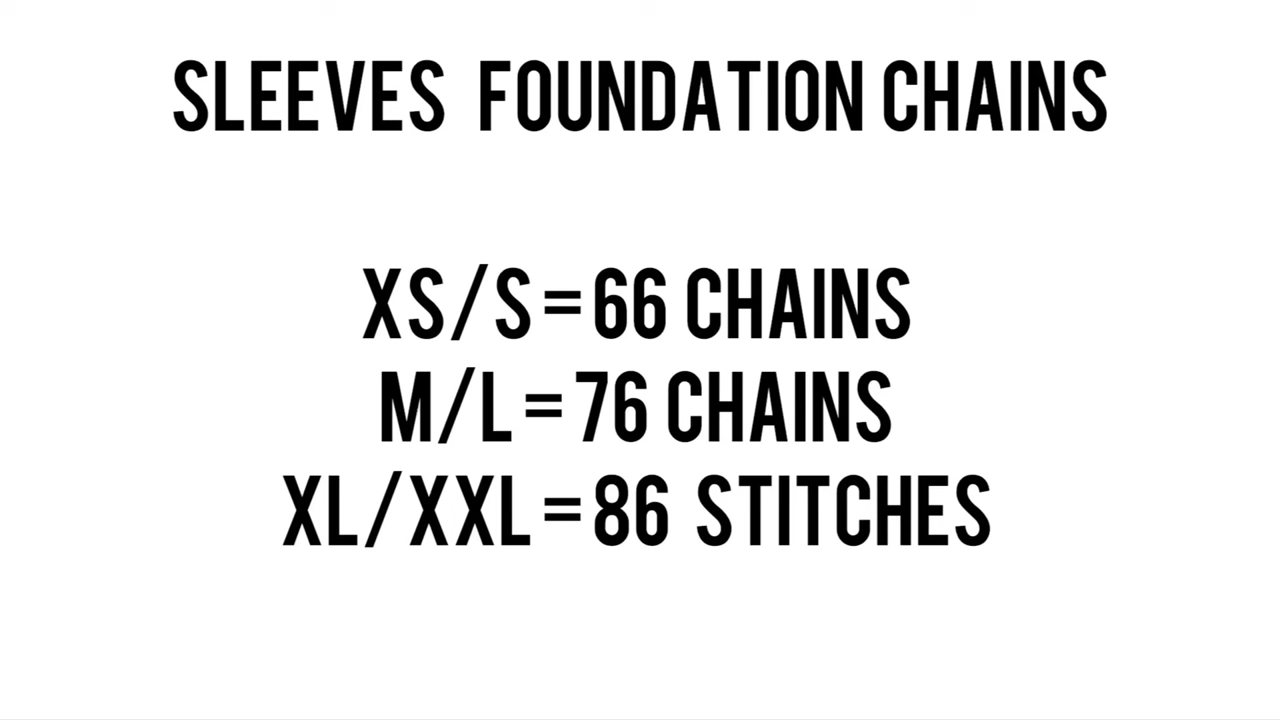 SLEEVES FOUNDATION CHAINS
XS/S=66 CHAINS
M/L=76 CHAINS
XL/XXL=86 STITCHES